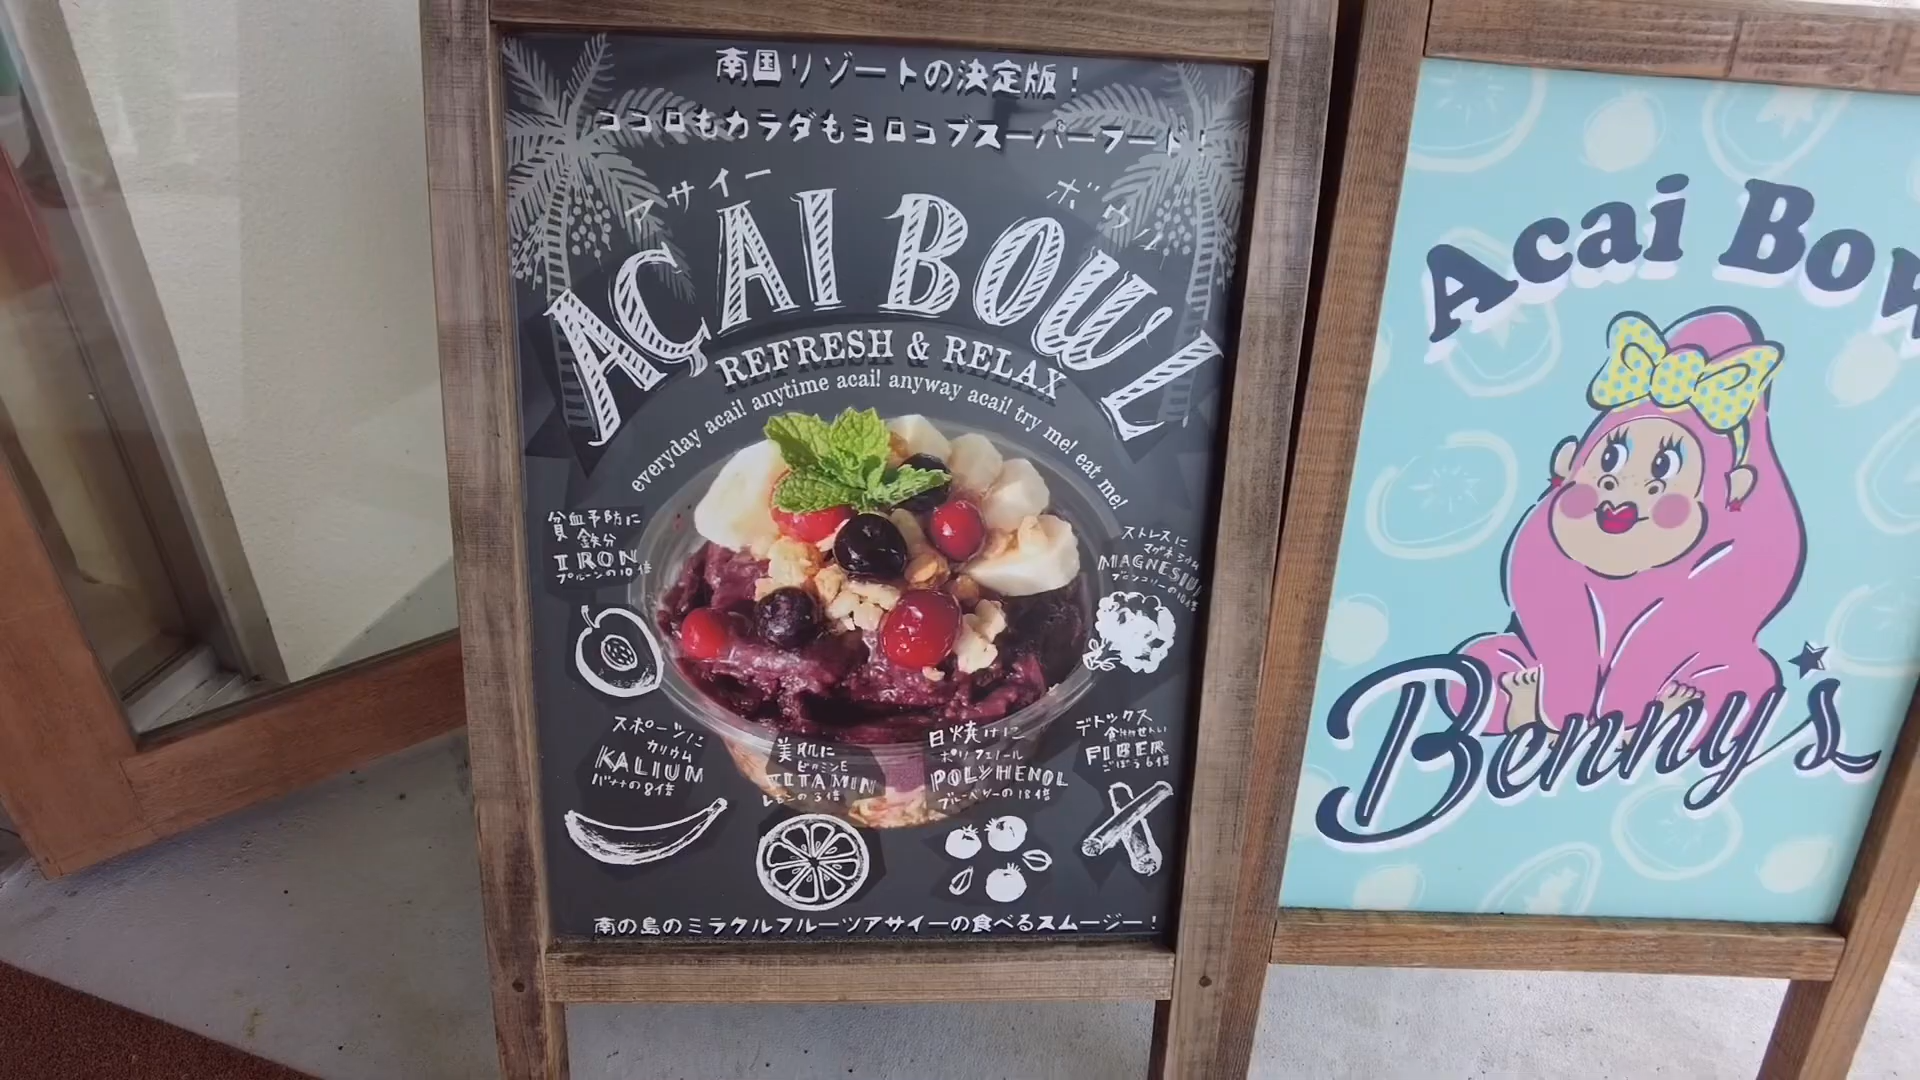 南国リゾートの決定版！
ココロもカラダもヨロコブスーパーフード！
アサイー ボウル
AÇAI BOWL
REFRESH & RELAX
everyday acai! anytime acai! anyway acai! try me! eat me!
貧血予防に
鉄分
IRON
プルーンの10倍
ストレスに
マグネシウム
MAGNESIUM
ブロッコリーの10倍
スポーツに
カリウム
KALIUM
バナナの8倍
美肌に
ビタミンE
VITAMIN
レモンの3倍
日焼けに
ポリフェノール
POLYHENOL
ブルーベリーの18倍
デトックス
食物せんい
FIBER
ごぼう6倍
南の島のミラクルフルーツアサイーの食べるスムージー！
Acai Bow
Benny's